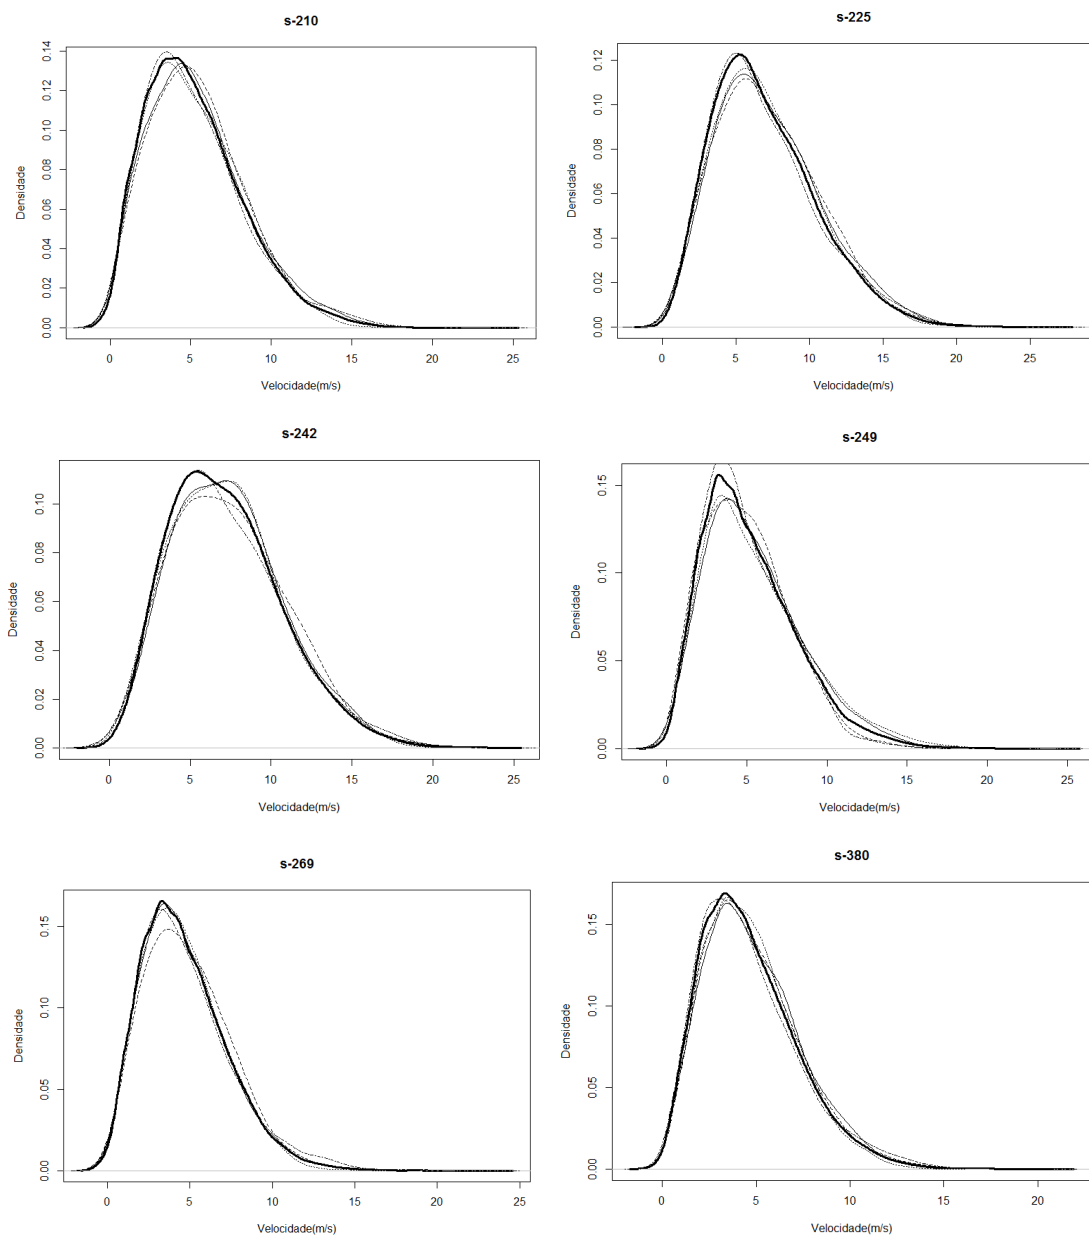 s-210
Densidade
0.00 0.02 0.04 0.06 0.08 0.10 0.12 0.14
0 5 10 15 20 25
Velocidade(m/s)
s-225
Densidade
0.00 0.02 0.04 0.06 0.08 0.10 0.12
0 5 10 15 20 25
Velocidade(m/s)
s-242
Densidade
0.00 0.02 0.04 0.06 0.08 0.10
0 5 10 15 20 25
Velocidade(m/s)
s-249
Densidade
0.00 0.05 0.10 0.15
0 5 10 15 20 25
Velocidade(m/s)
s-269
Densidade
0.00 0.05 0.10 0.15
0 5 10 15 20 25
Velocidade(m/s)
s-380
Densidade
0.00 0.05 0.10 0.15
0 5 10 15 20
Velocidade(m/s)